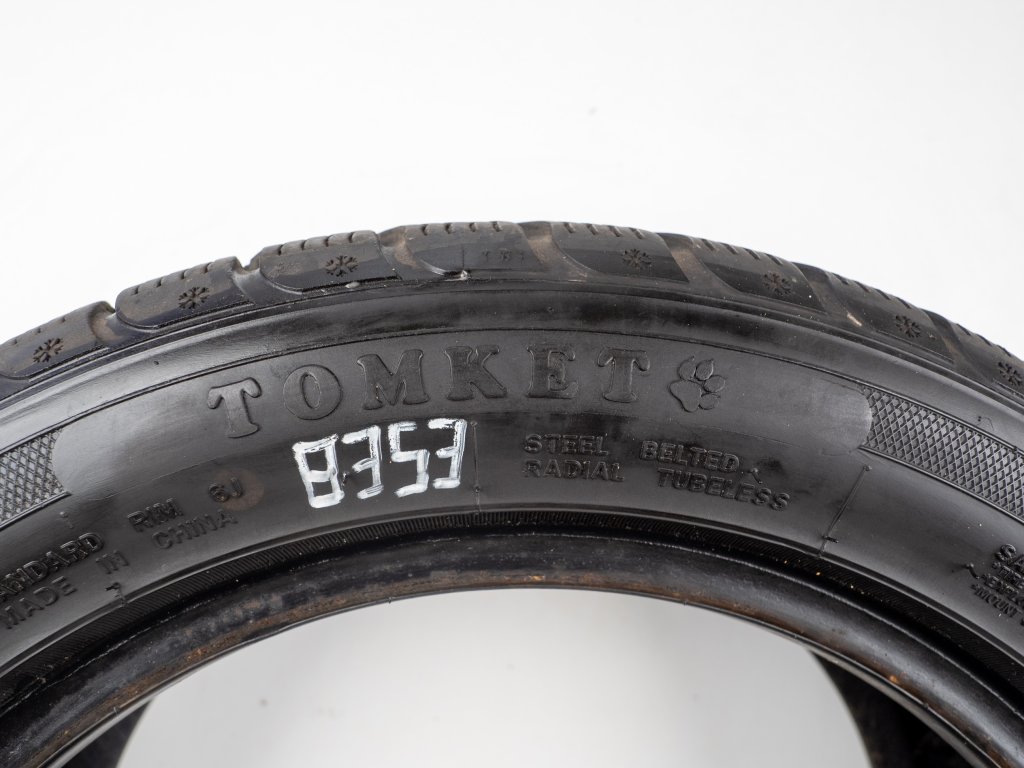 TOMKET
8353
STEEL BELTED
RADIAL TUBELESS
RIM 6J
MADE IN CHINA